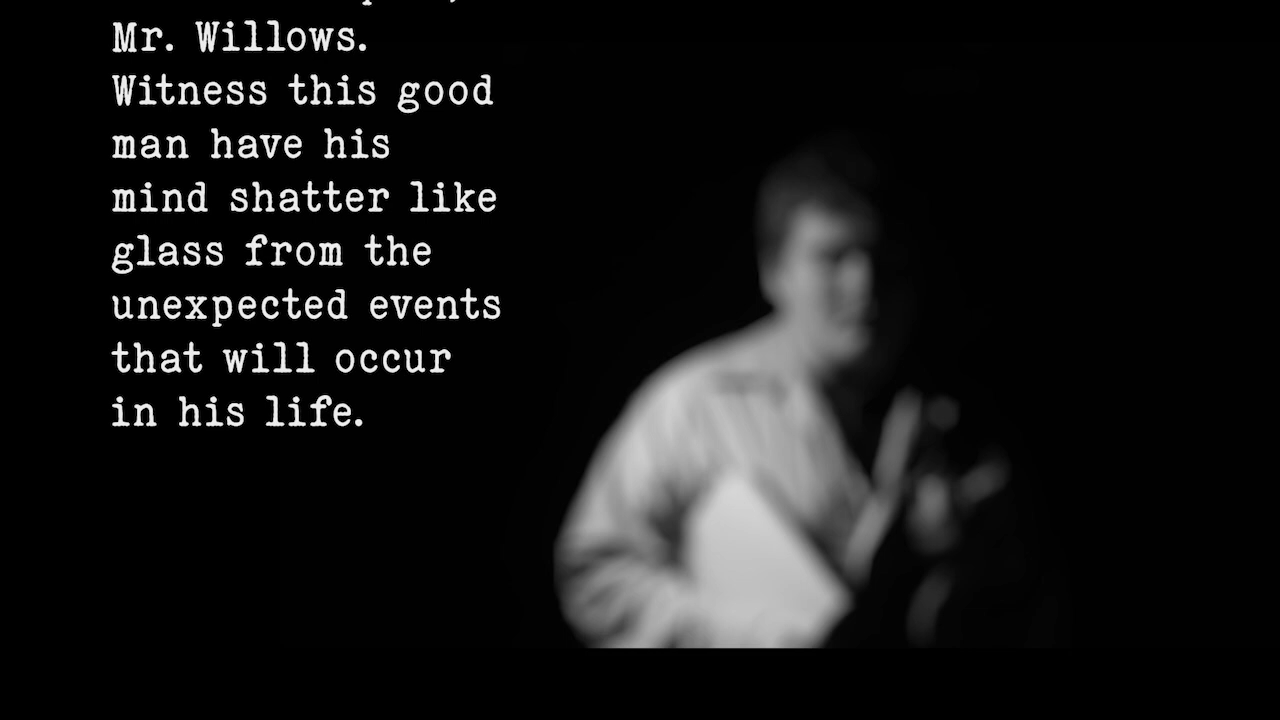 Mr. Willows.
Witness this good
man have his
mind shatter like
glass from the
unexpected events
that will occur
in his life.